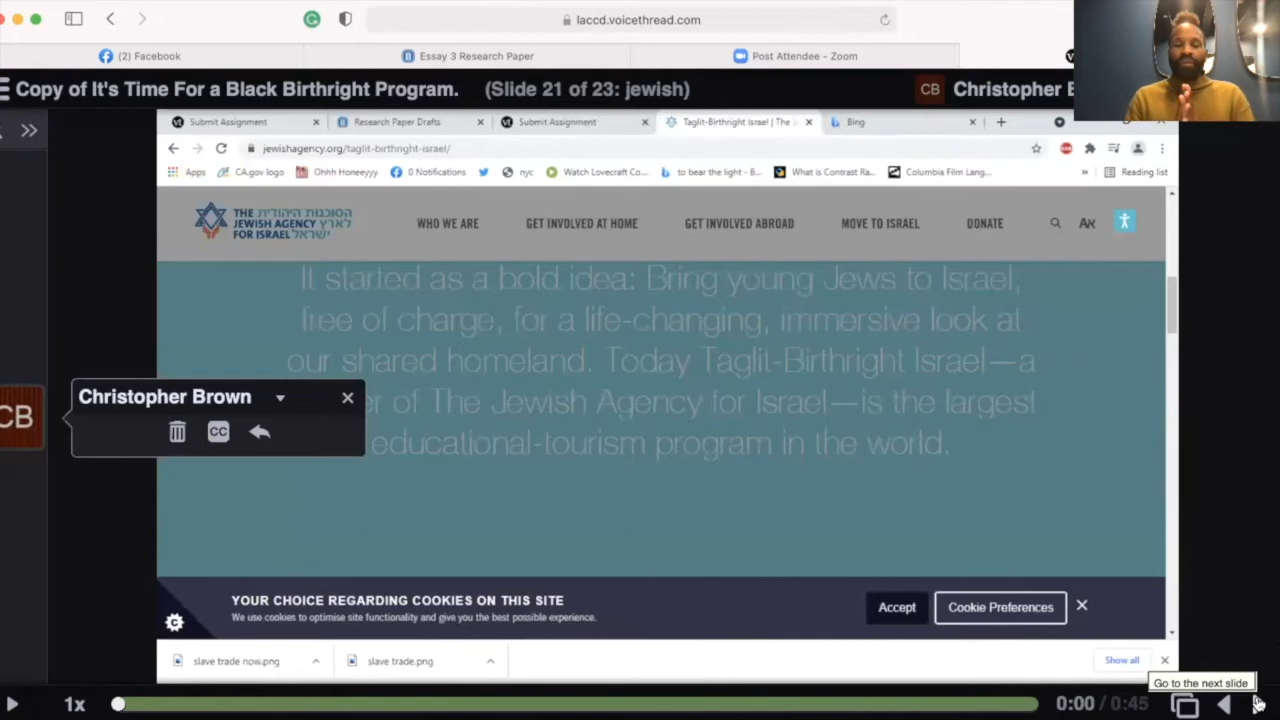 laccd.voicethread.com
(2) Facebook
Essay 3 Research Paper
Post Attendee - Zoom
Copy of It's Time For a Black Birthright Program. (Slide 21 of 23: jewish)
CB Christopher B
Submit Assignment
Research Paper Drafts
Submit Assignment
Taglit-Birthright Israel | The J
Bing
jewishagency.org/taglit-birthright-israel/
Apps
CA.gov logo
Ohhh Honeeyyy
0 Notifications
nyc
Watch Lovecraft Co...
to bear the light - B...
What is Contrast Ra...
Columbia Film Lang...
Reading list
THE JEWISH AGENCY FOR ISRAEL
הסוכנות היהודית לארץ ישראל
WHO WE ARE
GET INVOLVED AT HOME
GET INVOLVED ABROAD
MOVE TO ISRAEL
DONATE
It started as a bold idea: Bring young Jews to Israel,
free of charge, for a life-changing, immersive look at
our shared homeland. Today Taglit-Birthright Israel—a
er of The Jewish Agency for Israel—is the largest
educational-tourism program in the world.
CB
Christopher Brown
CC
YOUR CHOICE REGARDING COOKIES ON THIS SITE
We use cookies to optimise site functionality and give you the best possible experience.
Accept
Cookie Preferences
slave trade now.png
slave trade.png
Show all
Go to the next slide
1x
0:00 / 0:45